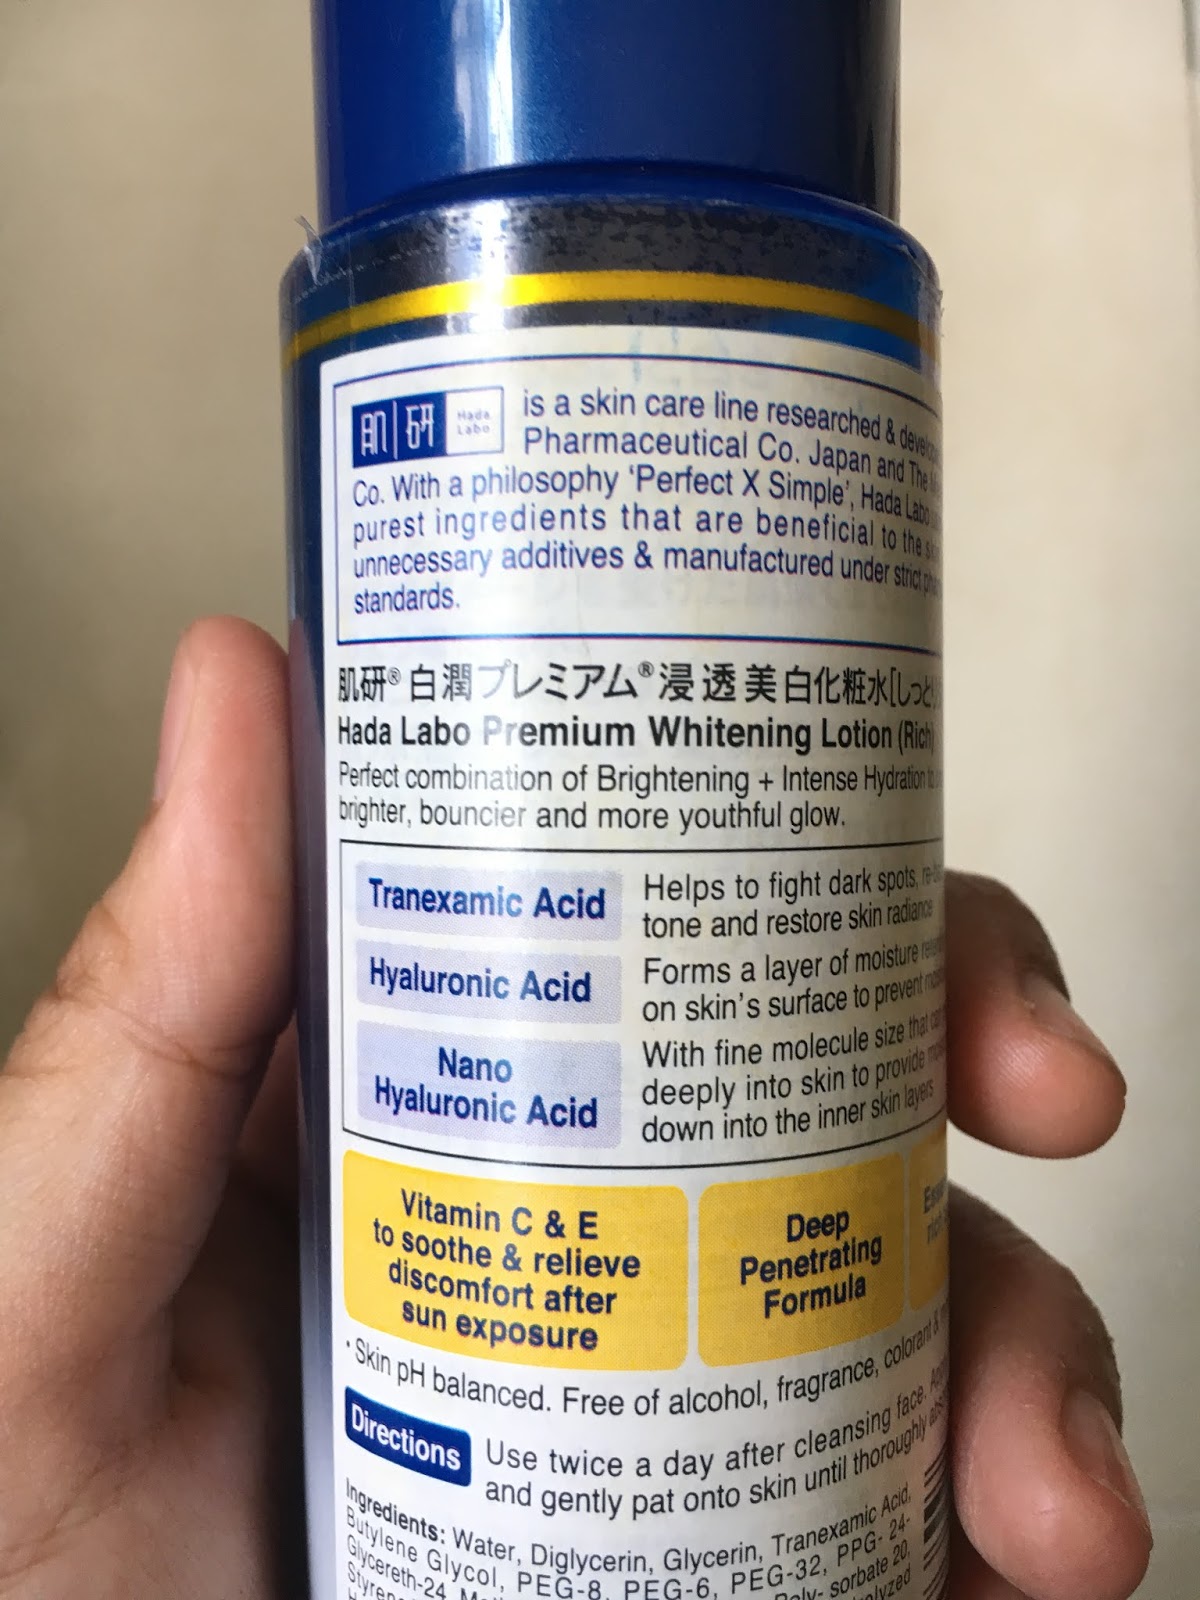 肌研 Hada Labo is a skin care line researched &
Pharmaceutical Co. Japan and The
Co. With a philosophy ‘Perfect X Simple’, Hada Labo
purest ingredients that are beneficial to the
unnecessary additives & manufactured under strict
standards.
肌研® 白潤プレミアム® 浸透美白化粧水[しっとり
Hada Labo Premium Whitening Lotion (Rich)
Perfect combination of Brightening + Intense Hydration
brighter, bouncier and more youthful glow.
Tranexamic Acid
Helps to fight dark spots,
tone and restore skin radiance
Hyaluronic Acid
Forms a layer of moisture
on skin's surface to prevent
Nano
Hyaluronic Acid
With fine molecule size that can
deeply into skin to provide
down into the inner skin layers
Vitamin C & E
to soothe & relieve
discomfort after
sun exposure
Deep
Penetrating
Formula
• Skin pH balanced. Free of alcohol, fragrance, colorant &
Directions
Use twice a day after cleansing face.
and gently pat onto skin until thoroughly
Ingredients: Water, Diglycerin, Glycerin, Tranexamic Acid,
Butylene Glycol, PEG-8, PEG-6, PEG-32, PPG- 24-
Glycereth-24, sorbate 20,